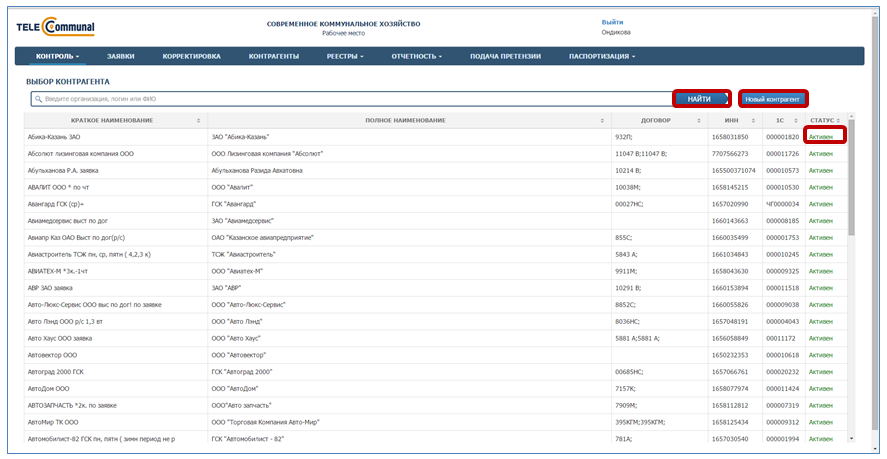 TELE Communal
СОВРЕМЕННОЕ КОММУНАЛЬНОЕ ХОЗЯЙСТВО
Рабочее место
Выйти
Ондикова
КОНТРОЛЬ ЗАЯВКИ КОРРЕКТИРОВКА КОНТРАГЕНТЫ РЕЕСТРЫ ОТЧЕТНОСТЬ ПОДАЧА ПРЕТЕНЗИИ ПАСПОРТИЗАЦИЯ
ВЫБОР КОНТРАГЕНТА
Введите организация, логин или ФИО НАЙТИ Новый контрагент
КРАТКОЕ НАИМЕНОВАНИЕ ПОЛНОЕ НАИМЕНОВАНИЕ ДОГОВОР ИНН 1С СТАТУС
Абика-Казань ЗАО ЗАО "Абика-Казань" 932П; 1658031850 000001820 Активен
Абсолют лизинговая компания ООО ООО Лизинговая компания "Абсолют" 11047 В;11047 В; 7707566273 000011726 Активен
Абульханова Р.А. заявка Абульханова Разида Авхатовна 10214 В; 165500371074 000010573 Активен
АВАЛИТ ООО * по чт ООО "Авалит" 10038М; 1658145215 000010530 Активен
Авангард ГСК (ср)+ ГСК "Авангард" 00027НС; 1657020990 ЧГ0000034 Активен
Авиамедсервис выст по дог ЗАО "Авиамедсервис" 1660143663 000008185 Активен
Авиапр Каз ОАО Выст по дог(р/с) ОАО "Казанское авиапредприятие" 855С; 1660035499 000001753 Активен
Авиастроитель ТСЖ пн, ср, пятн ( 4,2,3 к) ТСЖ "Авиастроитель" 5843 А; 1661034843 000010245 Активен
АВИАТЕХ-М *3к.-1чт ООО "Авиатех-М" 9911М; 1658043630 000009325 Активен
АВР ЗАО заявка ЗАО "АВР" 10291 В; 1660153894 000011518 Активен
Авто-Люкс-Сервис ООО выс по дог! по заявке ООО "Авто-Люкс-Сервис" 8852С; 1660055826 000009038 Активен
Авто Лэнд ООО р/с 1,3 вт ООО "Авто Лэнд" 8036НС; 1657048191 000004043 Активен
Авто Хаус ООО заявка ООО "Авто Хаус" 5881 А;5881 А; 1656058849 00011172 Активен
Автовектор ООО ООО "Автовектор" 1650232353 000010618 Активен
Автоград 2000 ГСК ГСК "Автоград 2000" 00685НС; 1657066761 000020232 Активен
АвтоДом ООО ООО "АвтоДом" 7157К; 1658077974 000011424 Активен
АВТОЗАПЧАСТЬ *2к. по заявке ООО"Авто запчасть" 7909М; 1658112812 000007319 Активен
АвтоМир ТК ООО ООО "Торговая Компания Авто-Мир" 395КГМ;395КГМ; 1658125434 000009312 Активен
Автомобилист-82 ГСК пн, пятн ( зимн период не р ГСК "Автомобилист - 82" 781А; 1657030540 000001994 Активен